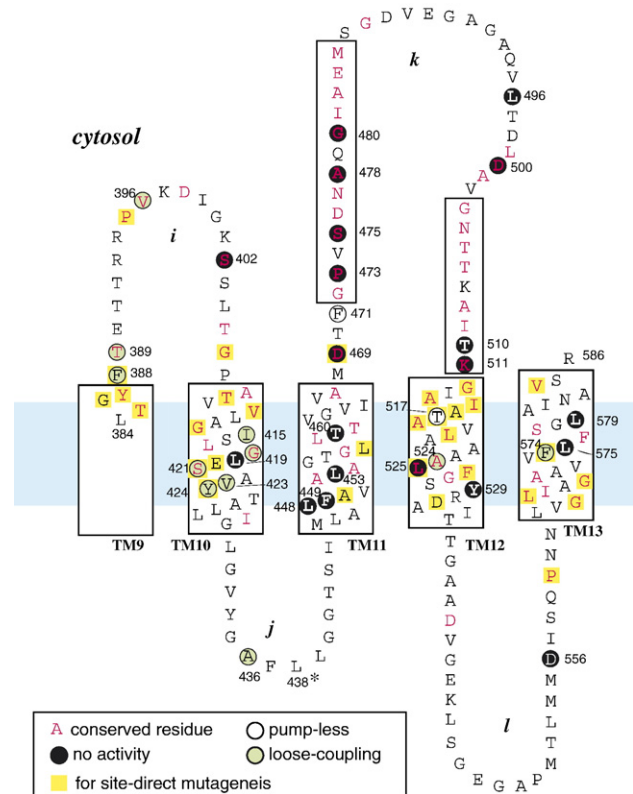 cytosol
i
j
k
l
396
V K D I G K S 402 L T G P
P R R T T E T 389 F 388
G Y T
L
384
TM9
V T A
G A L V
S I 415
L S G
421 S E L 419
424 Y V A 423
L L G I A T
TM10
L G V Y G A F L L
436
438*
G G T S I
A
V G V I
460 T T
L L
G
453 L A
448 L 449 F A V
M L A
TM11
S G D V E G A G A Q V L 496 T D L D 500 A V
M E A I G 480 Q A 478 D N S 475 V P 473 G
F 471
T
D 469
M
G N T T K A I
T 510
K 511
I G
517 T A I
A L
524 A A
525 L F
S G R Y 529
A D T T
TM12
T G A A D V G E K L S G E G A P M T L M M D 556 I S Q P N N
R 586
V S
A I N A
G L 579
S F
574 F L 575
V A A V
L I A G
V G
TM13
A conserved residue
pump-less
no activity
loose-coupling
for site-direct mutageneis